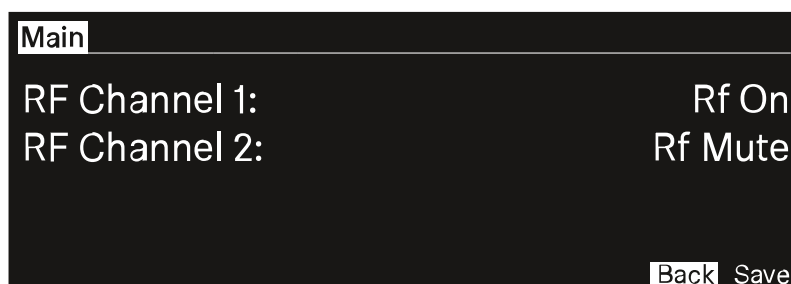 Main
RF Channel 1: Rf On
RF Channel 2: Rf Mute
Back Save